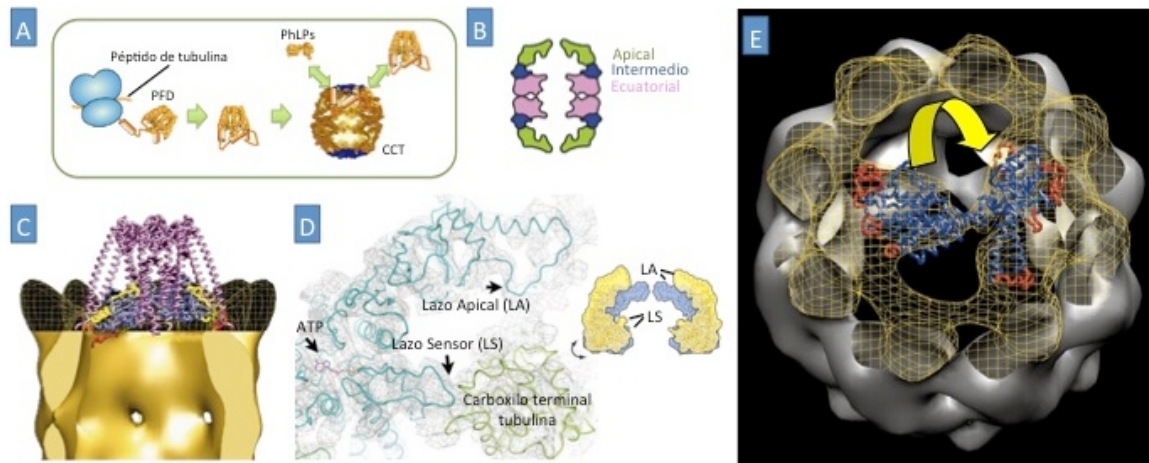 A
Péptido de tubulina
PFD
PhLPs
CCT
B
Apical
Intermedio
Ecuatorial
C
D
Lazo Apical (LA)
ATP
Lazo Sensor (LS)
Carboxilo terminal
tubulina
LA
LS
E